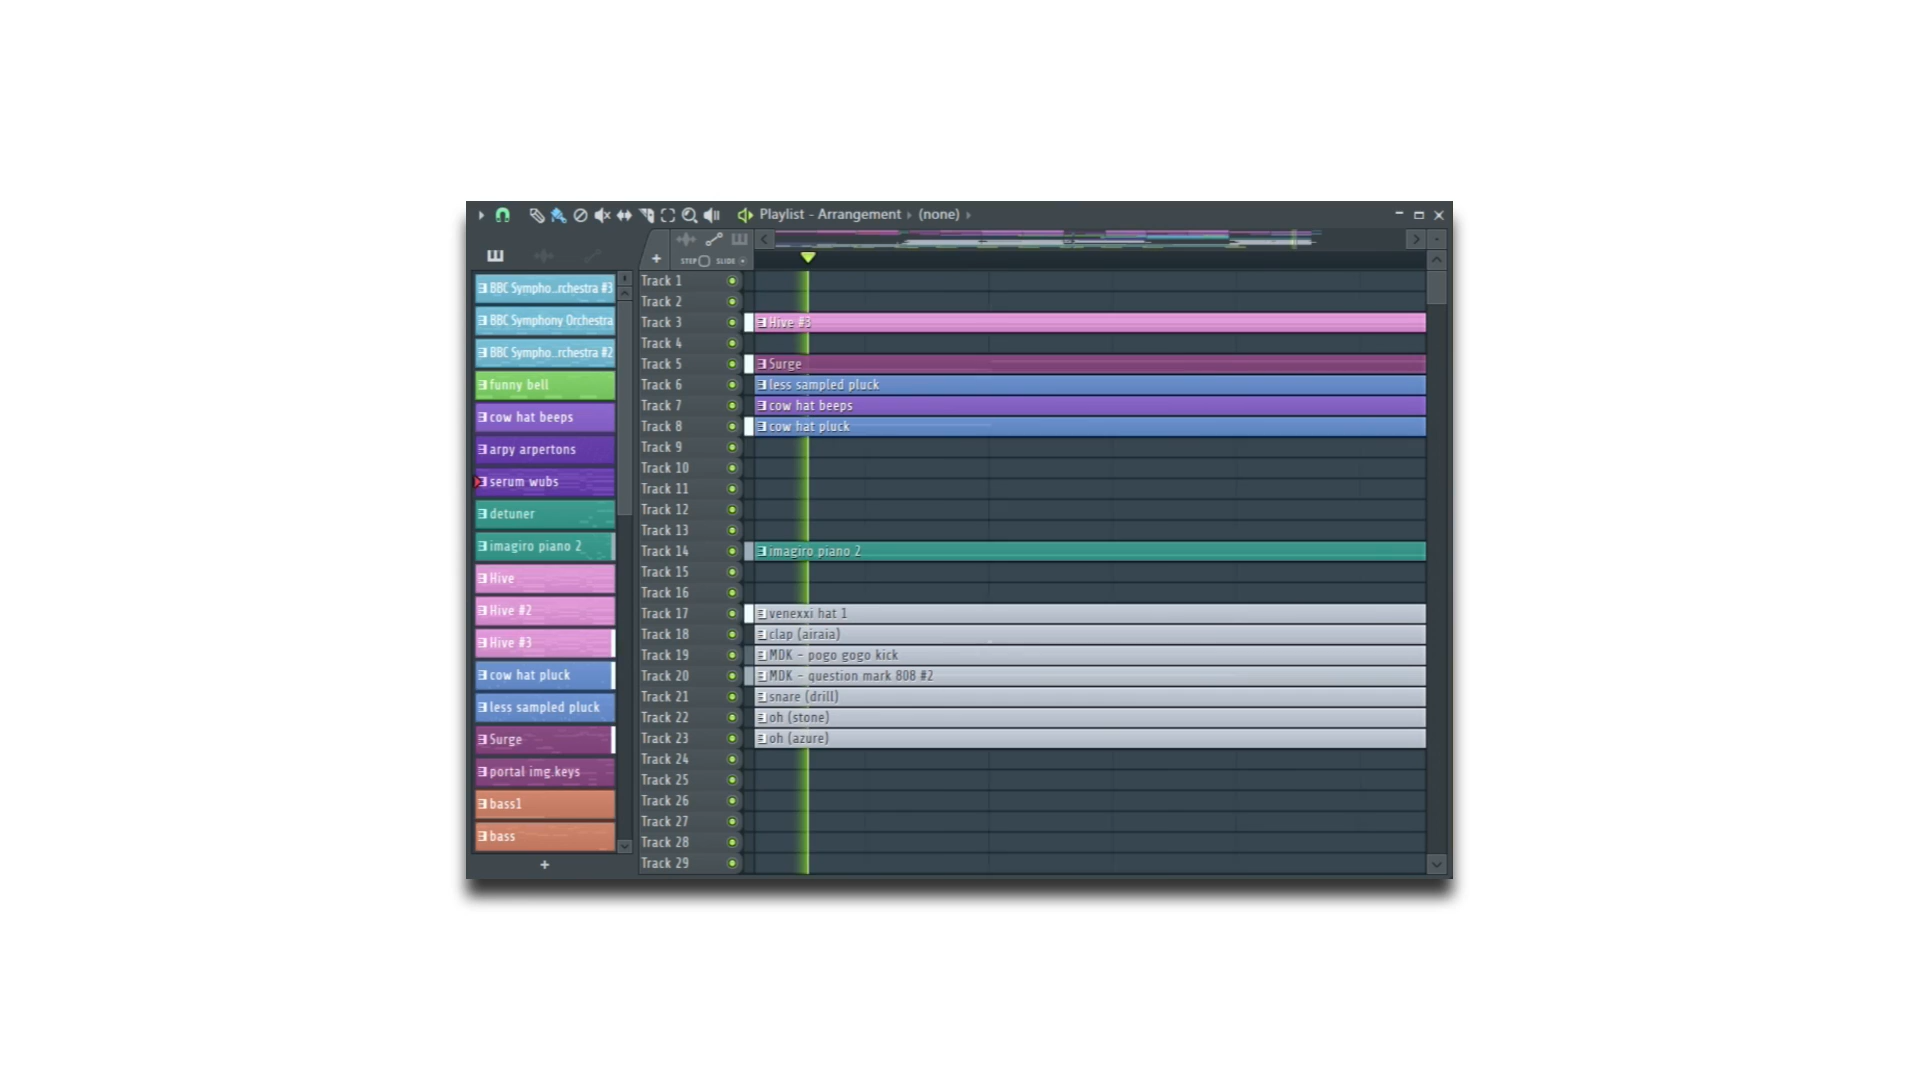 Playlist - Arrangement › (none) ›
STEP SLIDE
BBC Sympho...rchestra #3
BBC Symphony Orchestra
BBC Sympho...rchestra #2
funny bell
cow hat beeps
arpy arpertons
serum wubs
detuner
imagiro piano 2
Hive
Hive #2
Hive #3
cow hat pluck
less sampled pluck
Surge
portal img.keys
bass1
bass
+
+
Track 1
Track 2
Track 3 Hive #3
Track 4
Track 5 Surge
Track 6 less sampled pluck
Track 7 cow hat beeps
Track 8 cow hat pluck
Track 9
Track 10
Track 11
Track 12
Track 13
Track 14 imagiro piano 2
Track 15
Track 16
Track 17 venexxi hat 1
Track 18 clap (airaia)
Track 19 MDK - pogo gogo kick
Track 20 MDK - question mark 808 #2
Track 21 snare (drill)
Track 22 oh (stone)
Track 23 oh (azure)
Track 24
Track 25
Track 26
Track 27
Track 28
Track 29